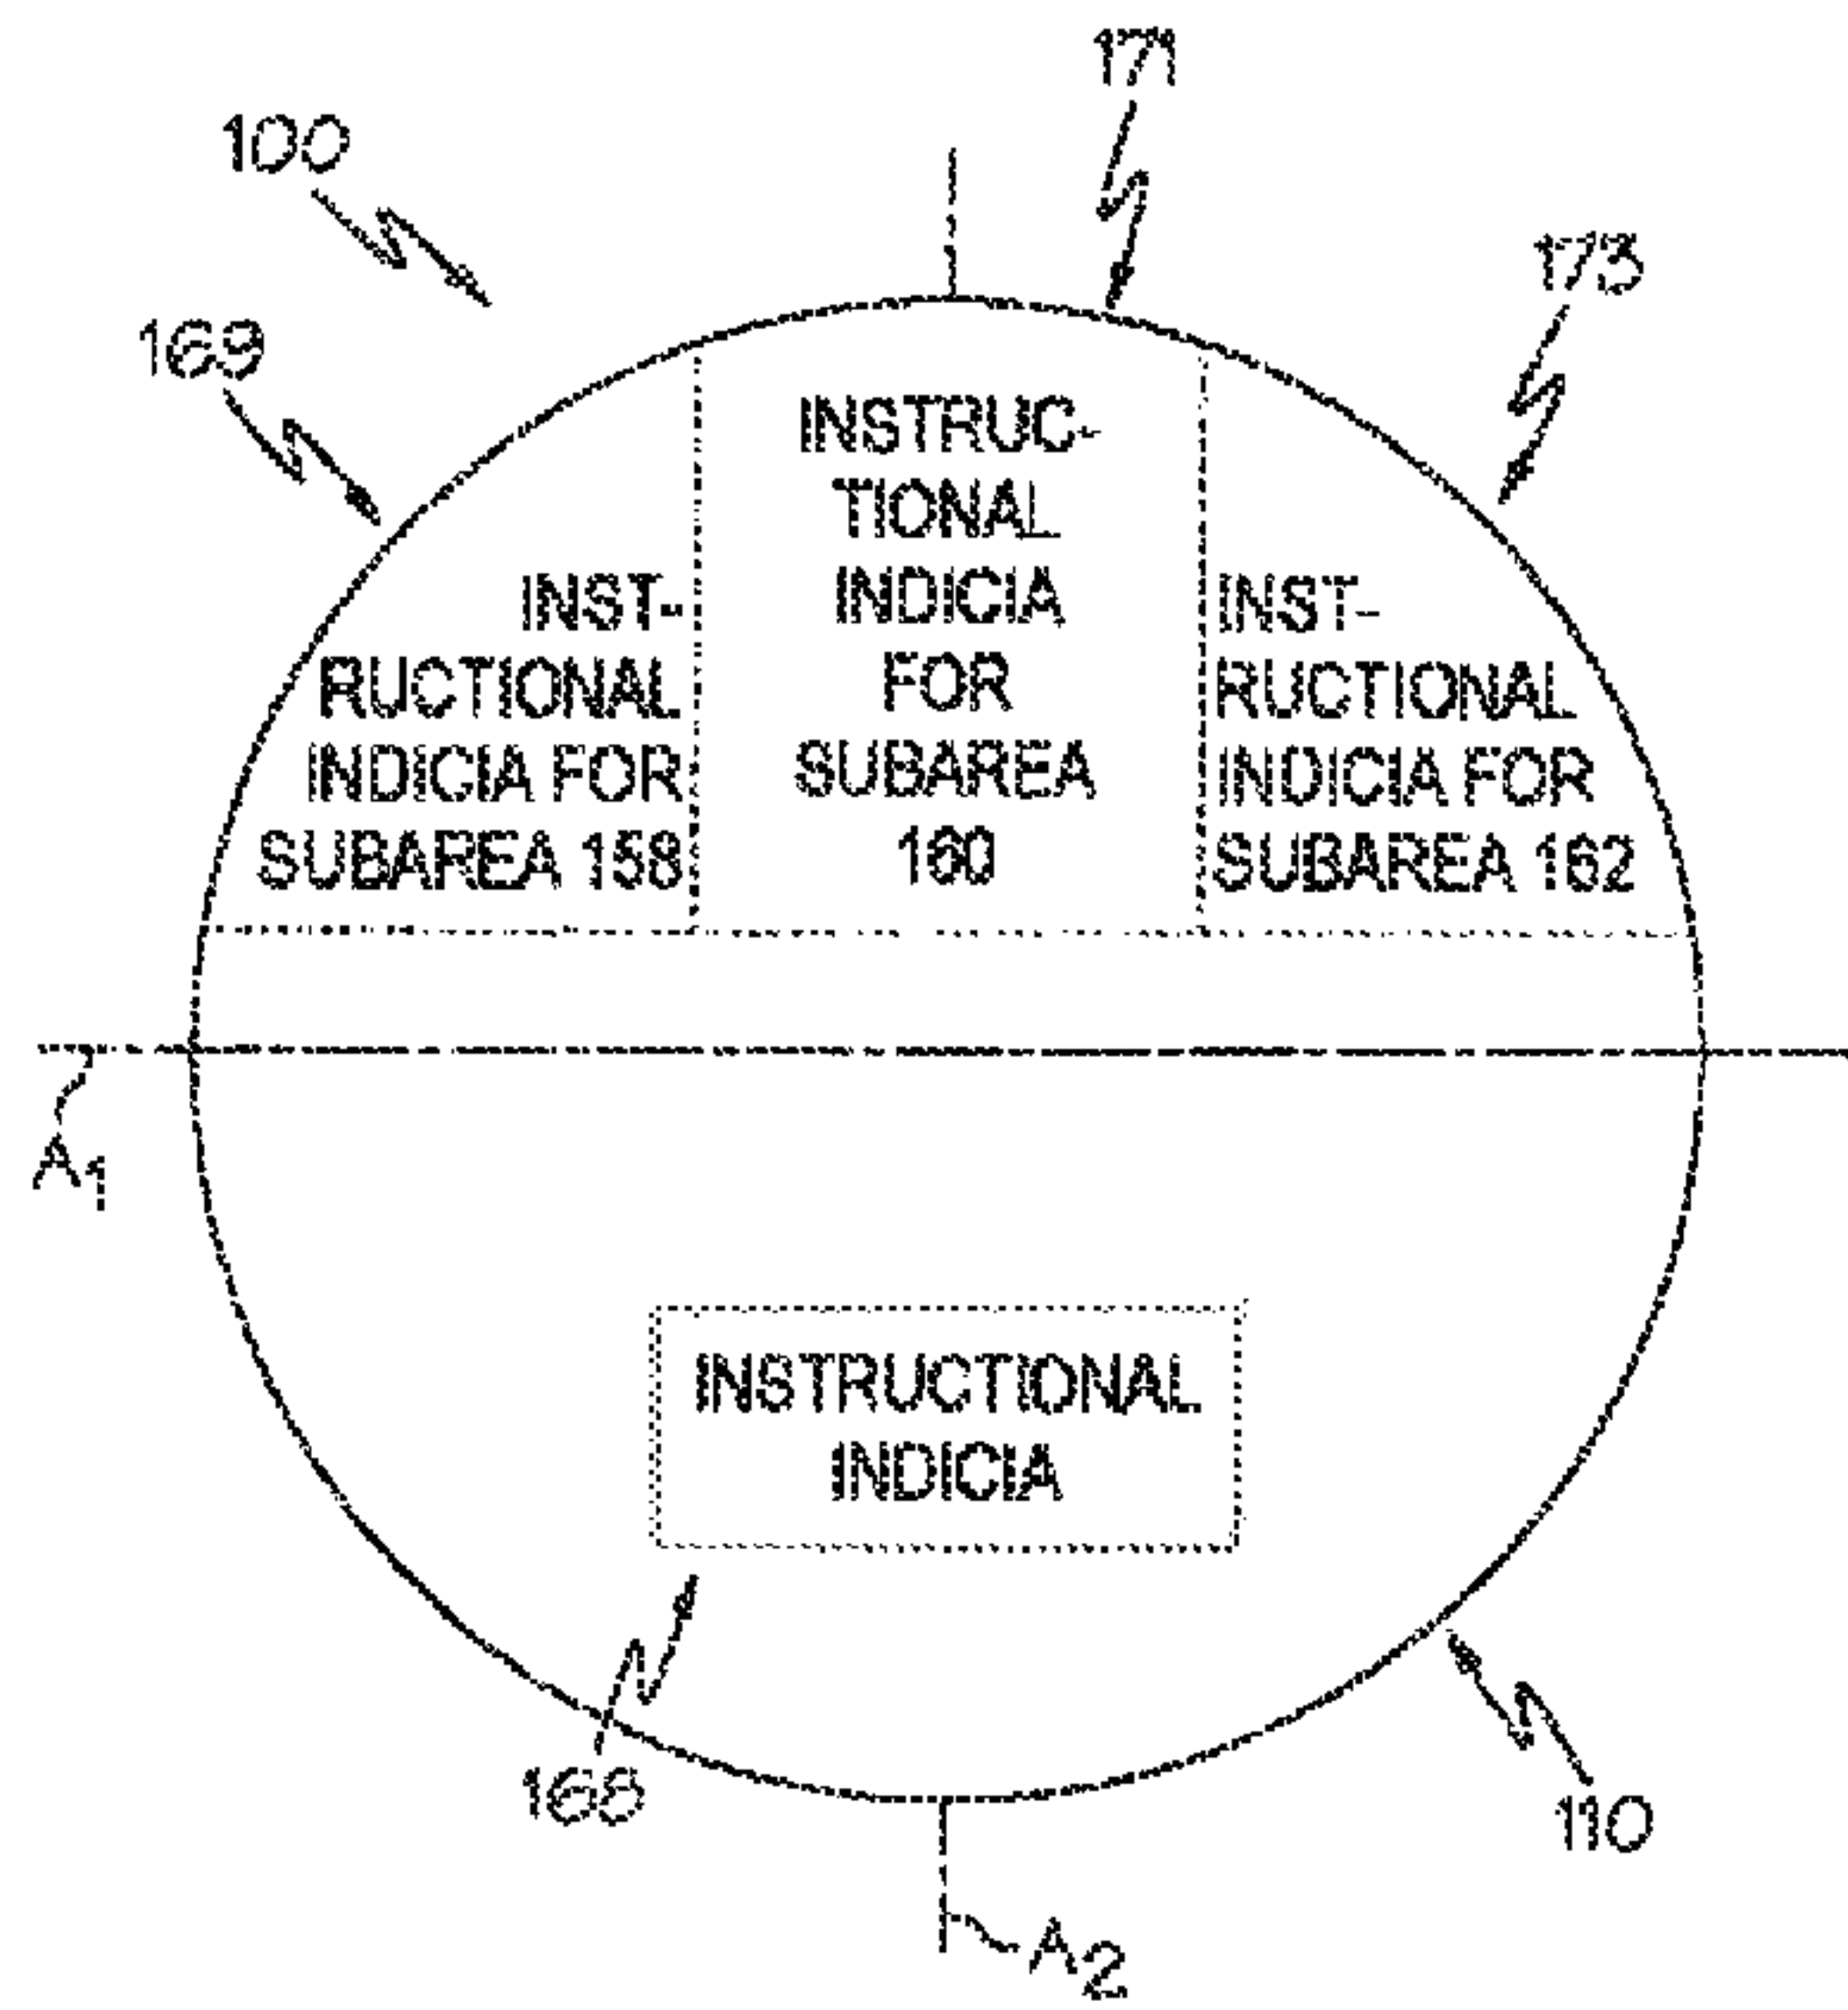 171
100
173
169
INSTRUC-
TIONAL
INDICIA
FOR
SUBAREA
160
INST-
RUCTIONAL
INDICIA FOR
SUBAREA 158
INST-
RUCTIONAL
INDICIA FOR
SUBAREA 162
A1
INSTRUCTIONAL
INDICIA
168
110
A2